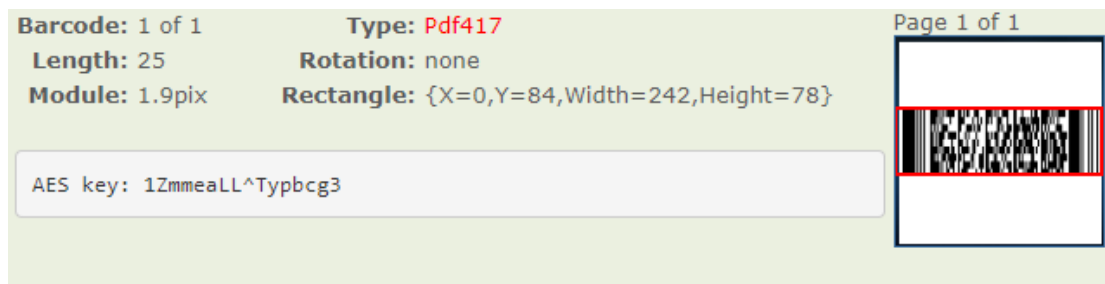 Barcode: 1 of 1 Type: Pdf417 Page 1 of 1
Length: 25 Rotation: none
Module: 1.9pix Rectangle: {X=0,Y=84,Width=242,Height=78}
AES key: 1ZmmeaLL^Typbcg3